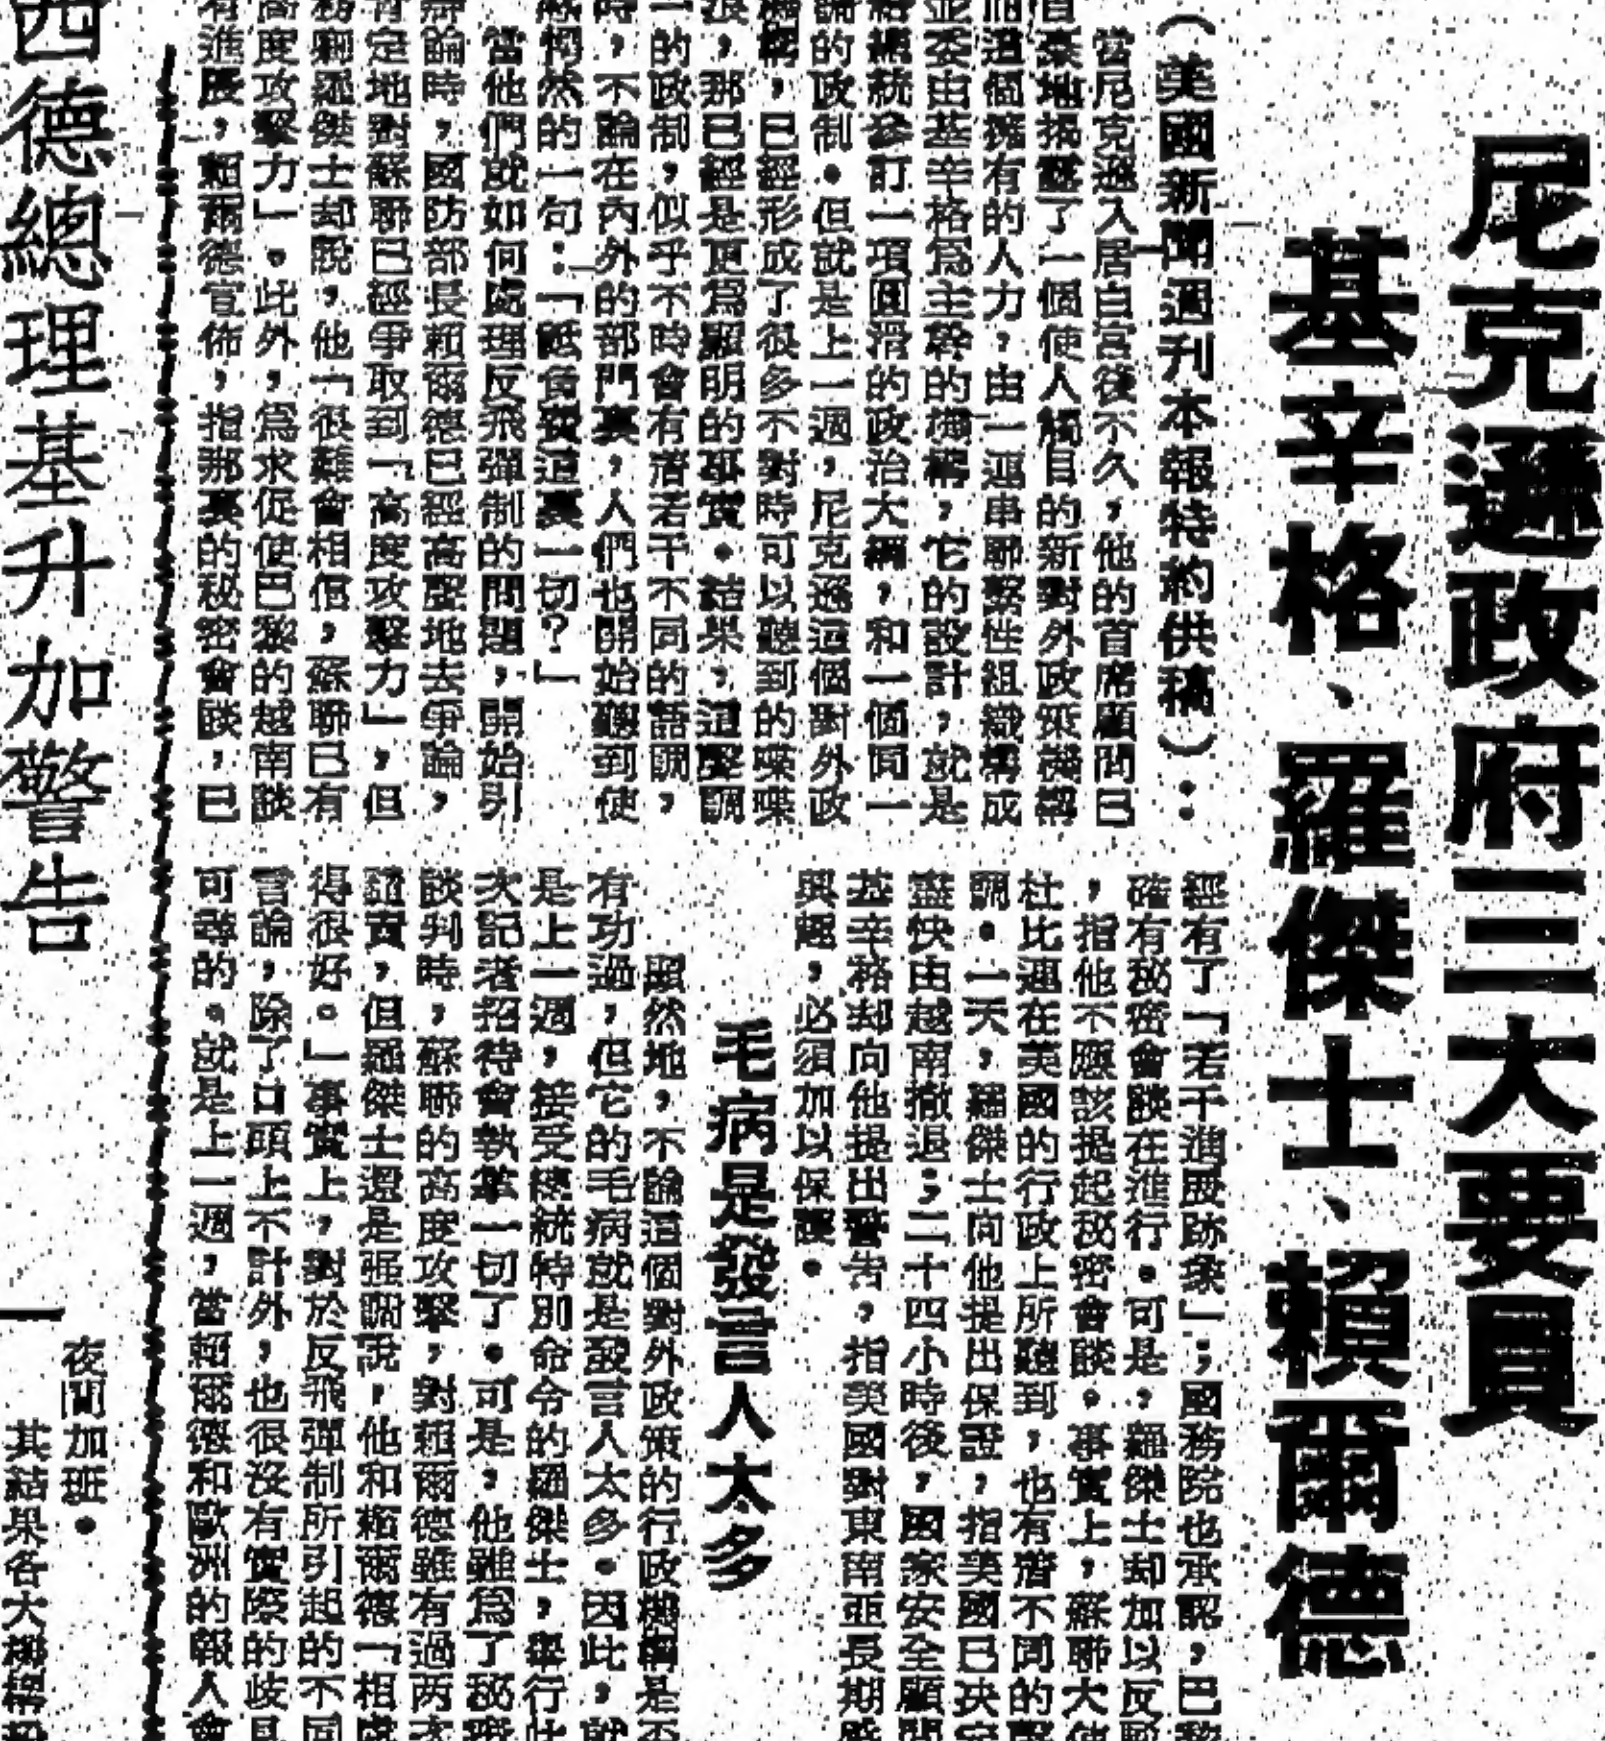 尼克遜政府三大要員
基辛格、羅傑士、賴爾德
(美國新聞週刊本報特約供稿):
當尼克遜入居白宮後不久,他的首席顧問已
自豪地揭露了一個使人觸目的新對外政策機構
而這個擁有的人力,由一連串聯繫性組織構成
並委由基辛格爲主幹的機構,它的設計,就是
給總統參訂一項圓滑的政治大綱,和一個同一
論的政制。但就是上一週,尼克遜這個對外政
機構,已經形成了很多不對時可以聽到的喋喋
浪,那已經是更爲顯明的事實。結果,這聲調
一的政制,似乎不時會有着若干不同的語調,
時,不論在內外的部門裏,人們也開始聽到使
惘然的一句:「誰負責這裏一切?」
當他們就如何處理反飛彈制的問題,開始引
辯論時,國防部長賴爾德已經高聲地去爭論,
肯定地對蘇聯已經爭取到「高度攻擊力」,但
務卿羅傑士却說,他「很難會相信,蘇聯已有
高度攻擊力」。此外,爲求促使巴黎的越南談
有進展,賴爾德宣佈,指那裏的秘密會談,已
經有了「若干進展跡象」;國務院也承認,巴黎
確有秘密會談在進行。可是,羅傑士却加以反駁
,指他不應該提起秘密會談。事實上,蘇聯大使
杜比連在美國的行政上所聽到,也有着不同的聲
調。一天,羅傑士向他提出保證,指美國已决定
盡快由越南撤退;二十四小時後,國家安全顧問
基辛格却向他提出警告,指美國對東南亞長期
興趣,必須加以保護。
毛病是發言人太多
顯然地,不論這個對外政策的行政機構是否
有功過,但它的毛病就是發言人太多。因此,就
是上一週,接受總統特別命令的羅傑士,舉行此
次記者招待會執掌一切了。可是,他雖爲了
談判時,蘇聯的高度攻擊,對賴爾德雖有過兩次
譴責,但羅傑士還是强調說,他和賴爾德「相處
得很好。」事實上,對於反飛彈制所引起的不同
言論,除了口頭上不計外,也很沒有實際的歧見
可尋的。就是上一週,當賴爾德和歐洲的報人會
西德總理基升加警告
夜間加班。
其結果各大